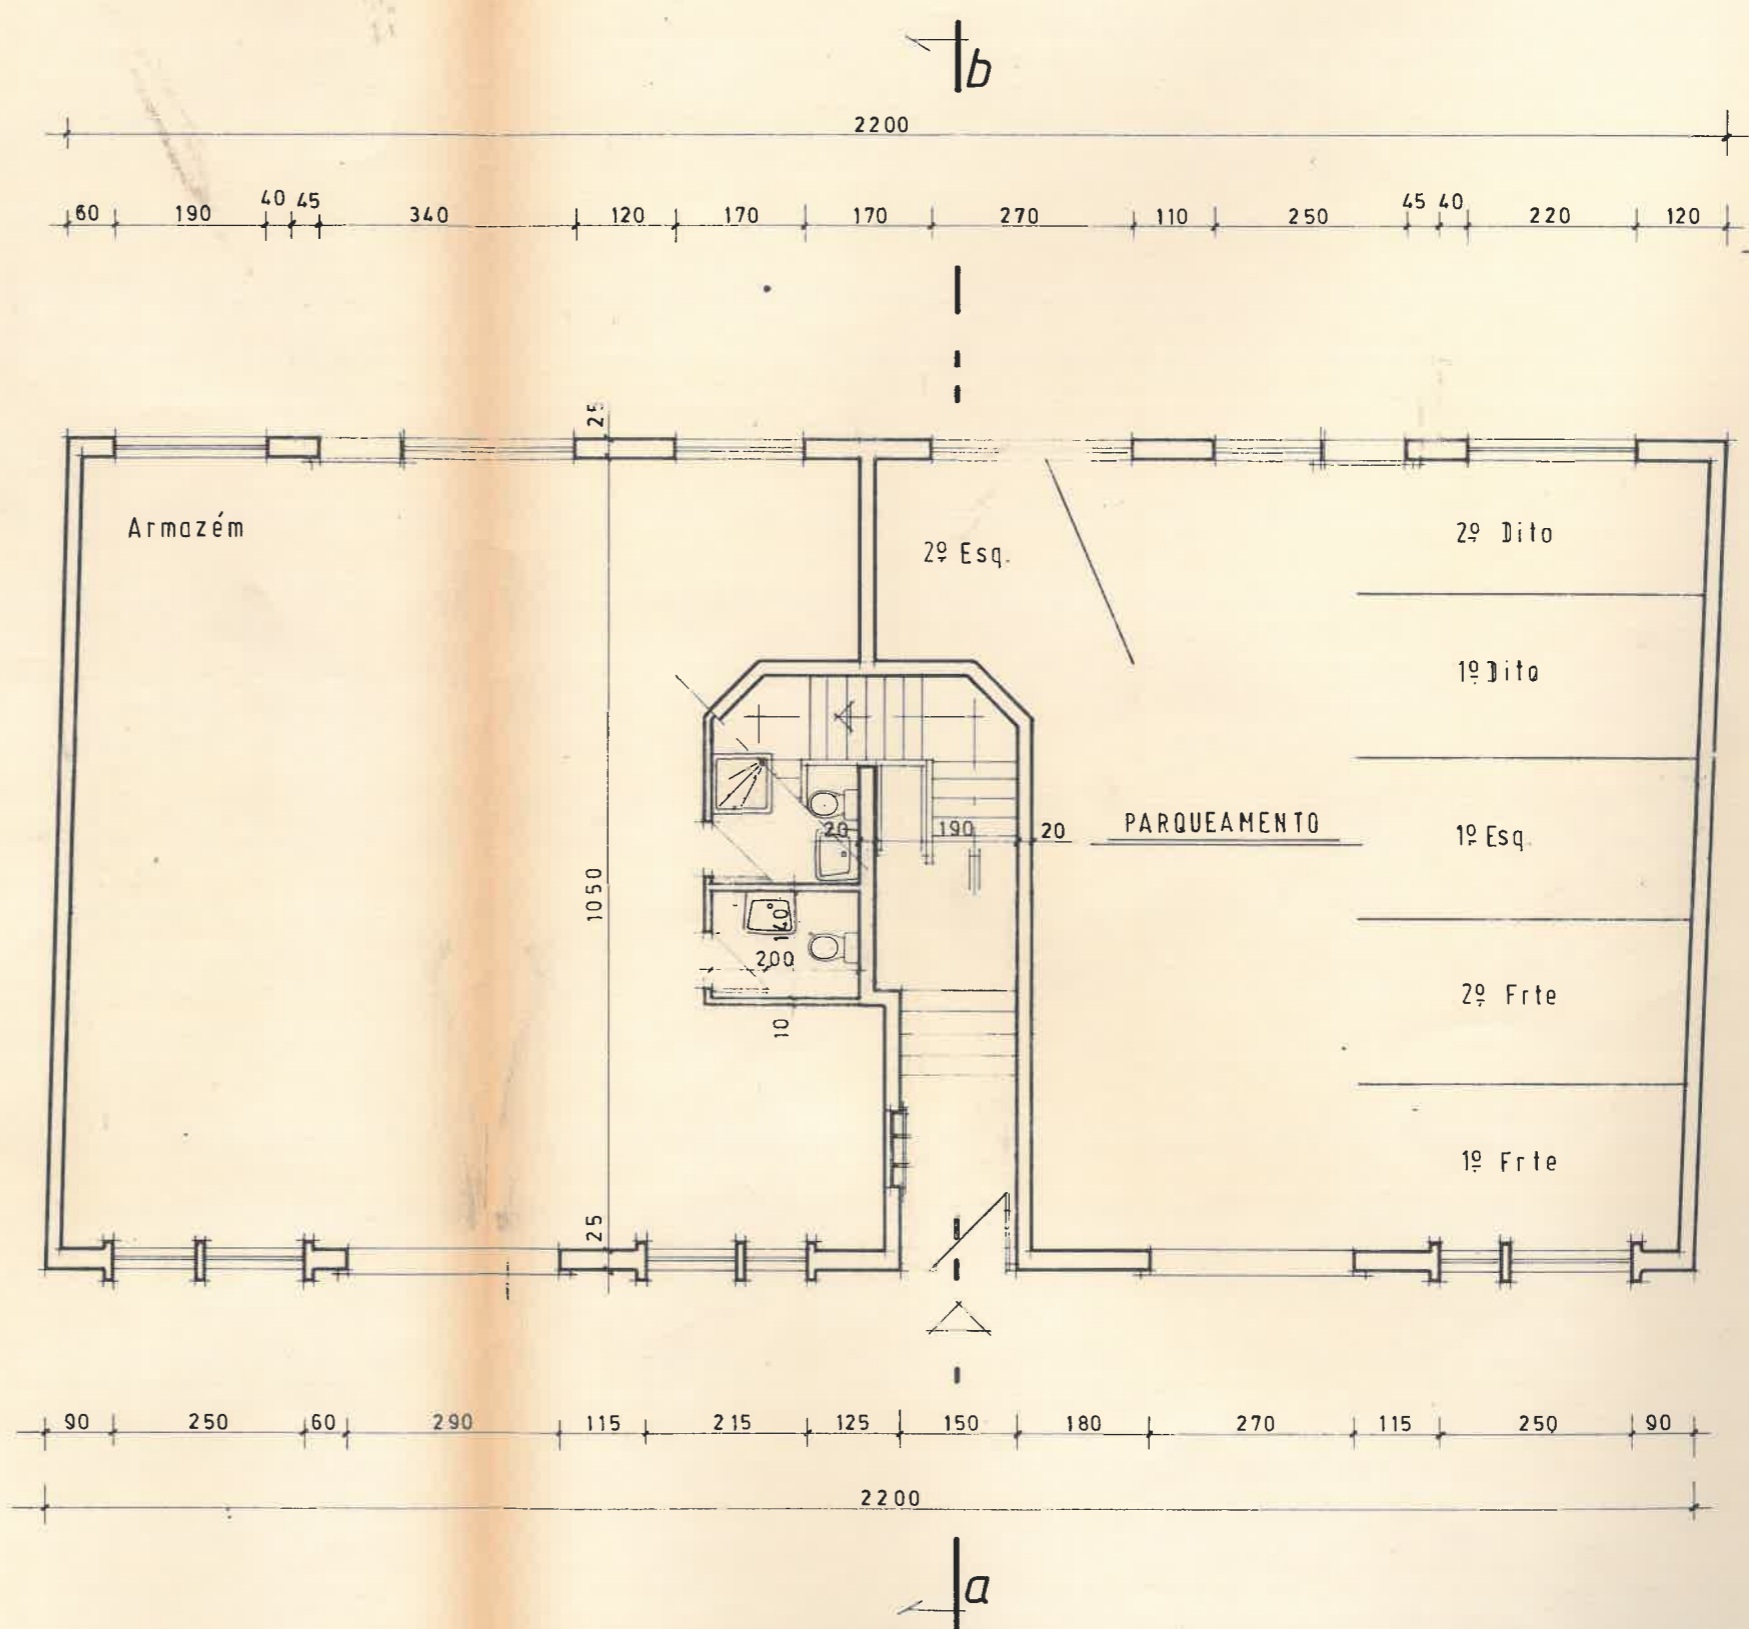 b
2200
40 45 45 40
60 190 340 120 170 170 270 110 250 220 120
25
Armazém
2º Esq.
2º Dito
1º Dito
20 190 20
PARQUEAMENTO
1º Esq.
1050
140
200
2º Frte
10
1º Frte
25
90 250 60 290 115 215 125 150 180 270 115 250 90
2200
a